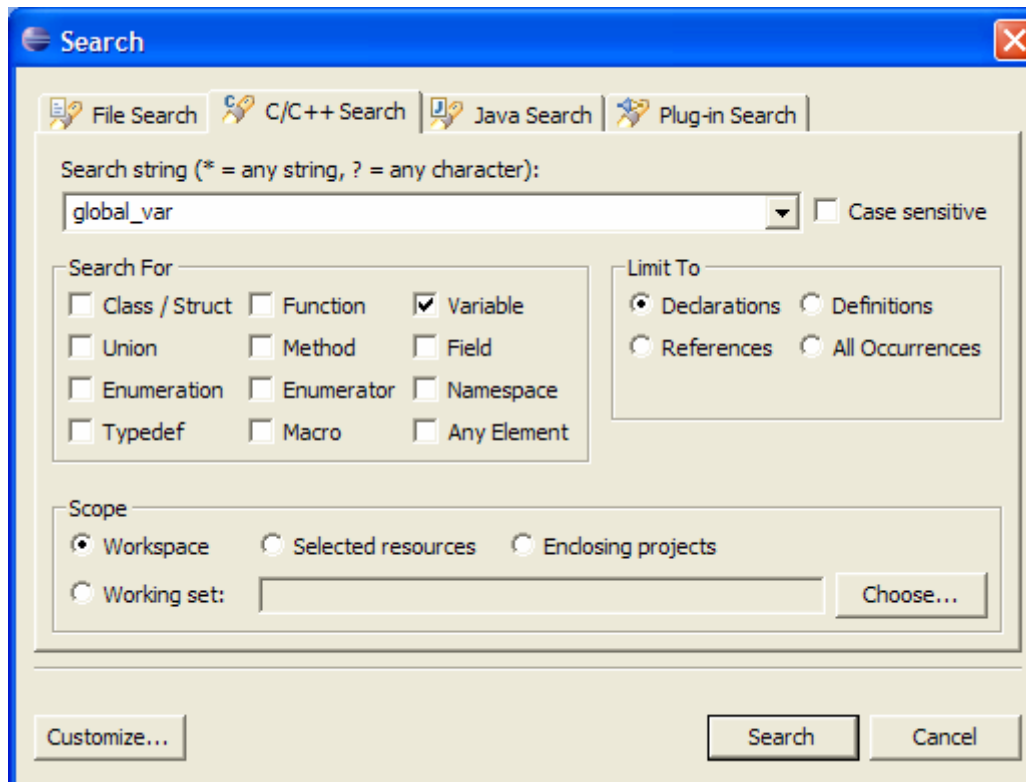 Search
File Search C/C++ Search Java Search Plug-in Search
Search string (* = any string, ? = any character):
global_var Case sensitive
Search For Limit To
Class / Struct Function Variable Declarations Definitions
Union Method Field References All Occurrences
Enumeration Enumerator Namespace
Typedef Macro Any Element
Scope
Workspace Selected resources Enclosing projects
Working set: Choose...
Customize... Search Cancel